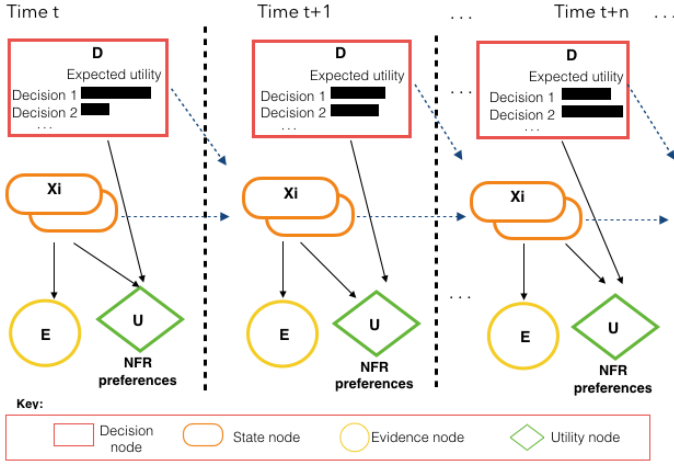 Time t
Time t+1
. . .
Time t+n
. . .
D
Expected utility
Decision 1
Decision 2
. . .
D
Expected utility
Decision 1
Decision 2
. . .
. . .
D
Expected utility
Decision 1
Decision 2
. . .
Xi
Xi
. . .
Xi
E
U
NFR
preferences
E
U
NFR
preferences
. . .
E
U
NFR
preferences
Key:
Decision
node
State node
Evidence node
Utility node